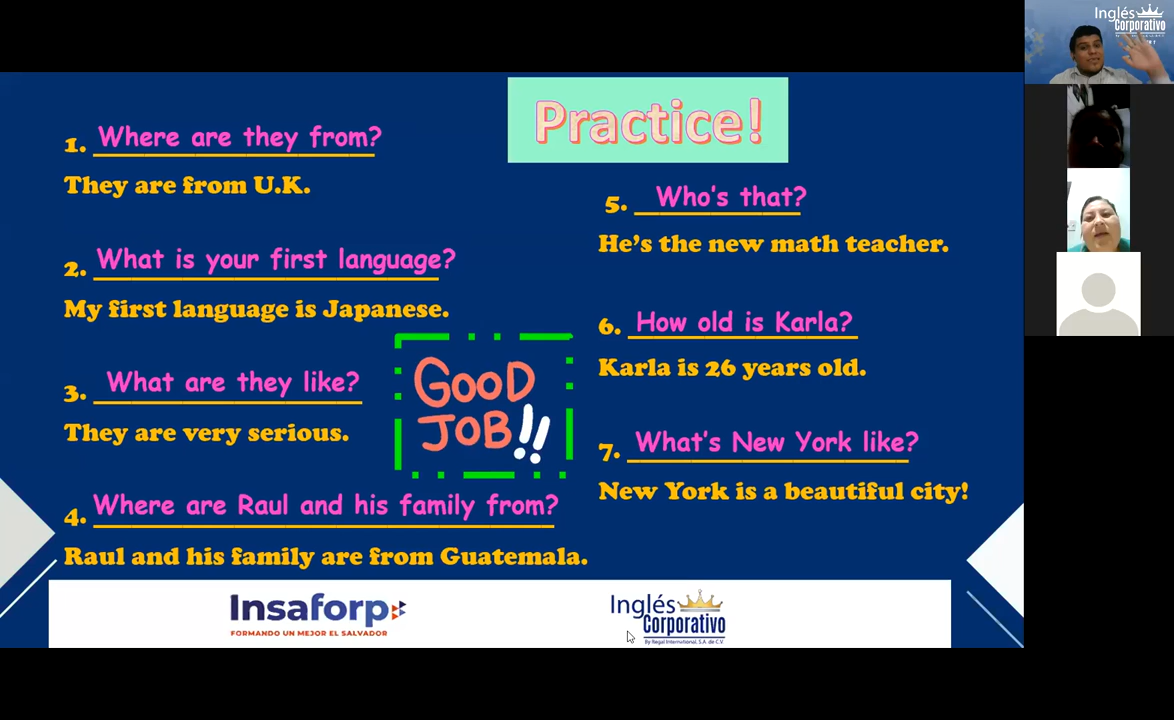 Practice!
1. Where are they from?
They are from U.K.
2. What is your first language?
My first language is Japanese.
3. What are they like?
They are very serious.
4. Where are Raul and his family from?
Raul and his family are from Guatemala.
GOOD
JOB!!
5. Who's that?
He's the new math teacher.
6. How old is Karla?
Karla is 26 years old.
7. What's New York like?
New York is a beautiful city!
Insaforp
FORMANDO UN MEJOR EL SALVADOR
Inglés
Corporativo
By Regal International, S.A. de C.V.
Inglés
Corporativo